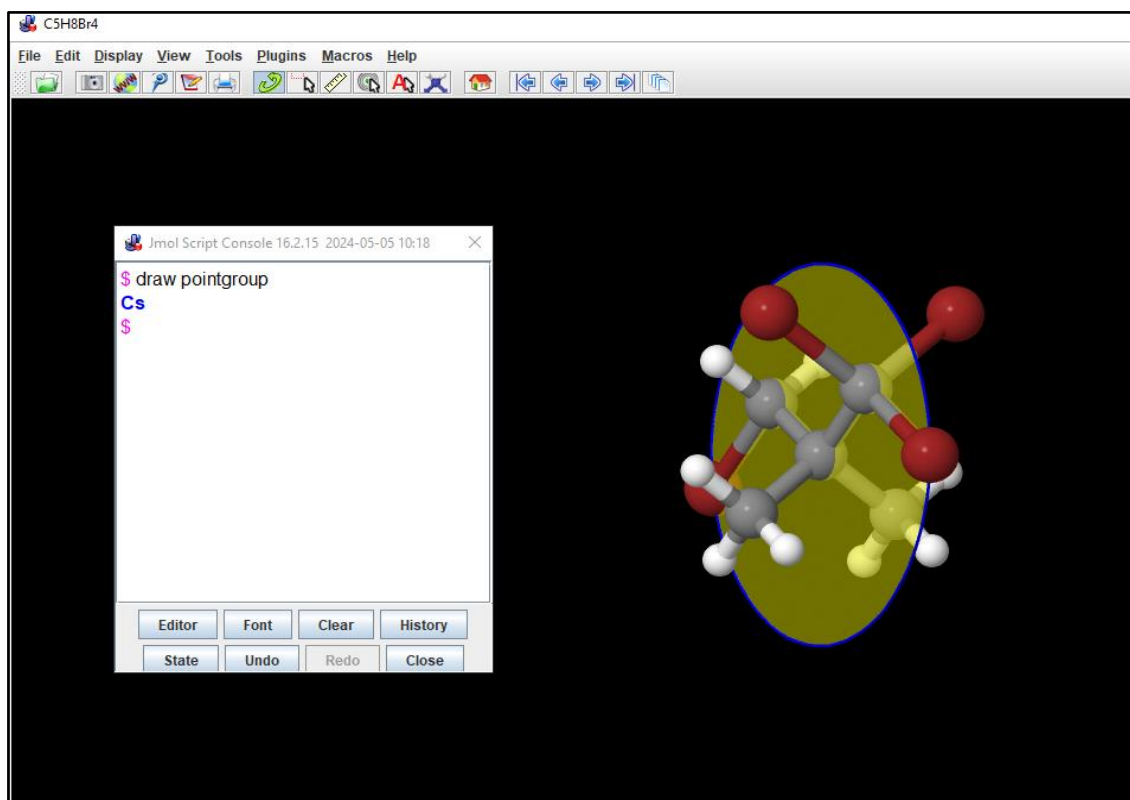 C5H8Br4
File Edit Display View Tools Plugins Macros Help
Jmol Script Console 16.2.15 2024-05-05 10:18
$ draw pointgroup
Cs
$
Editor Font Clear History
State Undo Redo Close